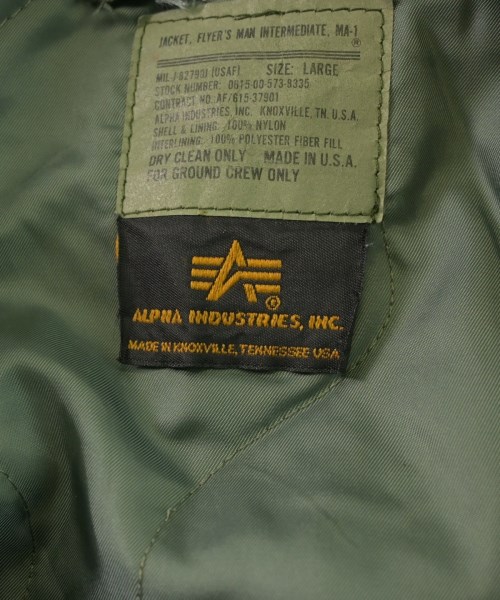 JACKET, FLYER'S MAN INTERMEDIATE, MA-1
®
MIL-J-8279DJ (USAF) SIZE: LARGE
STOCK NUMBER: 0015-00-573-8335
CONTRACT NO. AF/615-37901
ALPHA INDUSTRIES, INC. KNOXVILLE, TN. U.S.A.
SHELL & LINING: 100% NYLON
INTERLINING: 100% POLYESTER FIBER FILL
DRY CLEAN ONLY MADE IN U.S.A.
FOR GROUND CREW ONLY
®
ALPHA INDUSTRIES, INC.
MADE IN KNOXVILLE, TENNESSEE USA